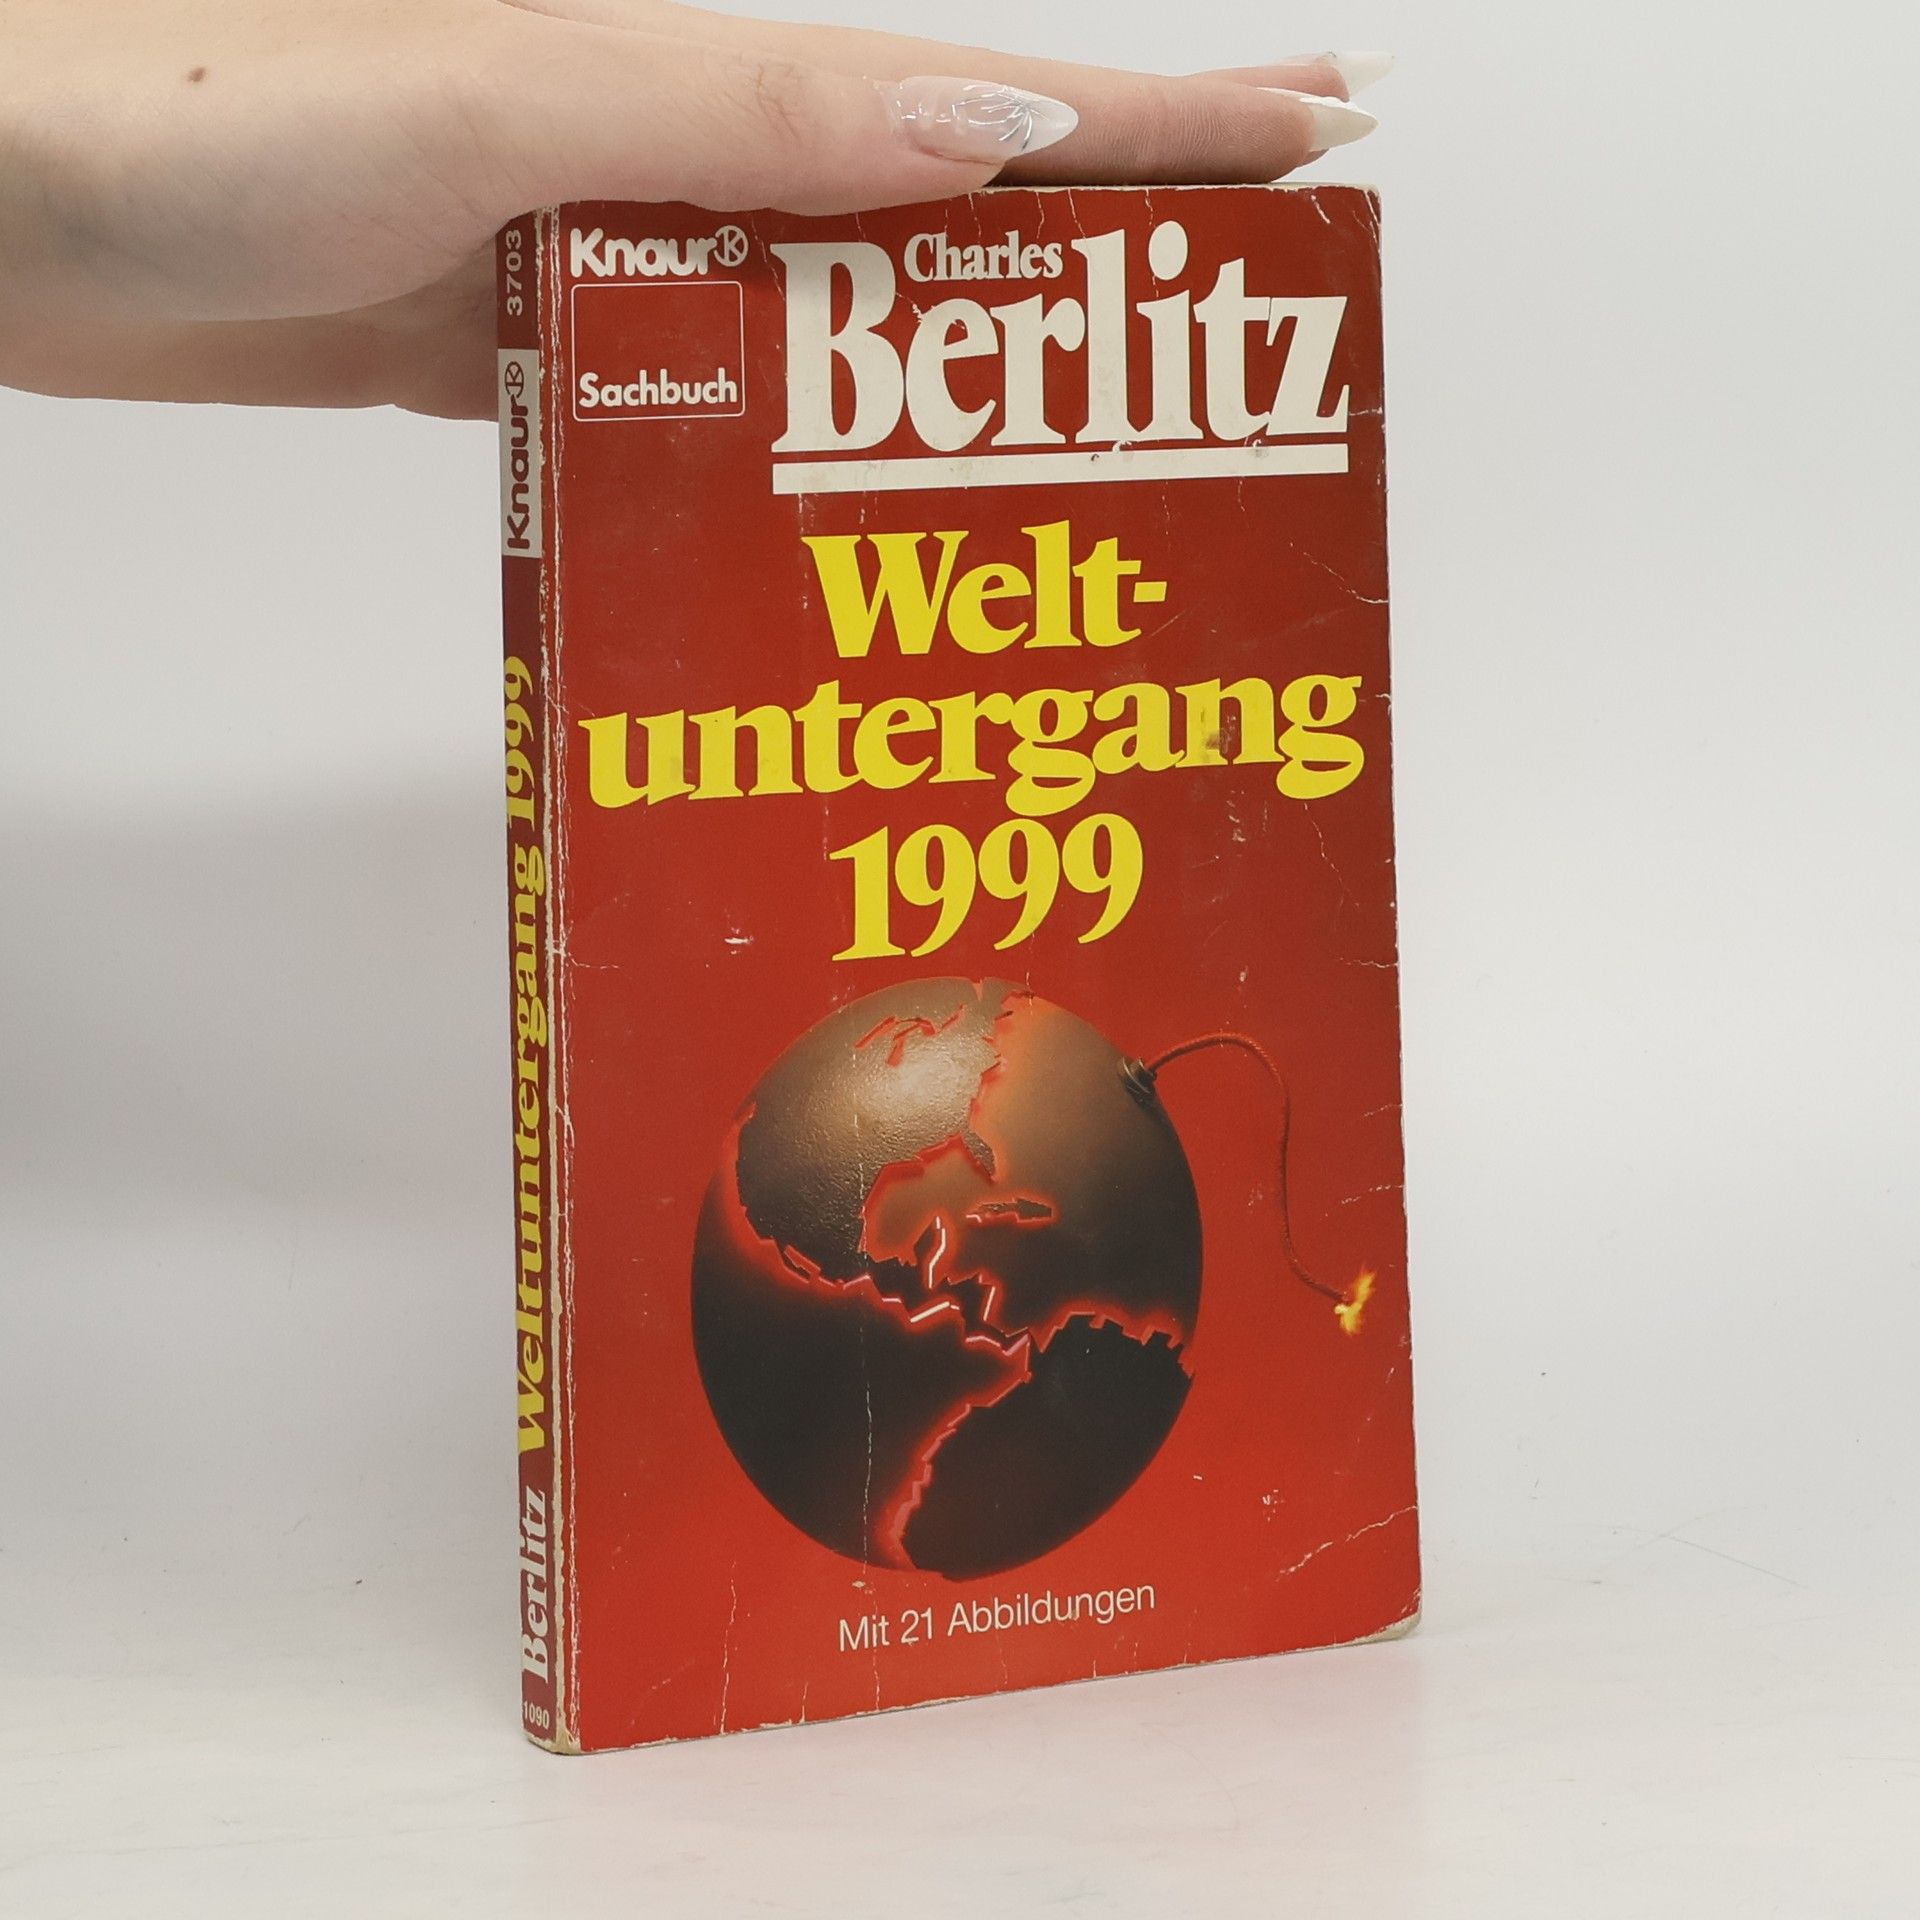 Knaur
Sachbuch
Charles
Berlitz
Welt-
untergang
1999
Mit 21 Abbildungen
3703
Knaur
Berlitz Weltuntergang 1999
1090